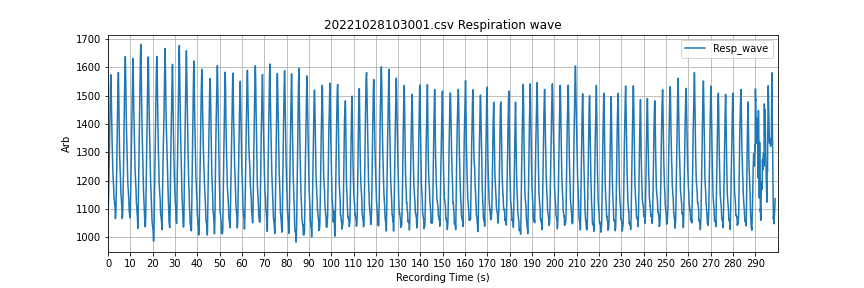 20221028103001.csv Respiration wave
Resp_wave
1700
1600
1500
1400
1300
1200
1100
1000
Arb
0 10 20 30 40 50 60 70 80 90 100 110 120 130 140 150 160 170 180 190 200 210 220 230 240 250 260 270 280 290
Recording Time (s)